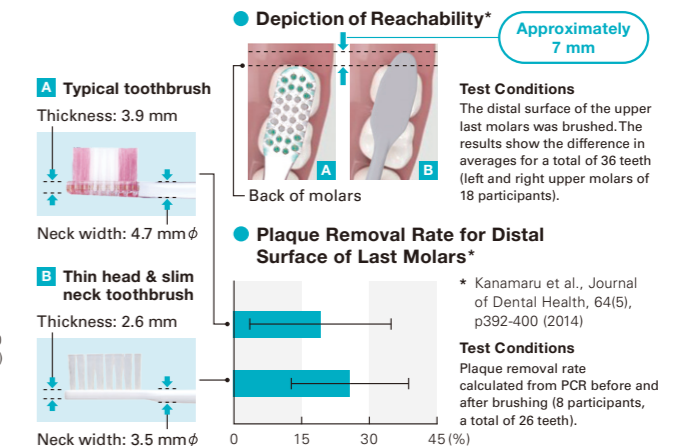 Depiction of Reachability*
Approximately
7 mm
A Typical toothbrush
Thickness: 3.9 mm
Neck width: 4.7 mmφ
A
B
Back of molars
Test Conditions
The distal surface of the upper
last molars was brushed. The
results show the difference in
averages for a total of 36 teeth
(left and right upper molars of
18 participants).
B Thin head & slim
neck toothbrush
Thickness: 2.6 mm
Neck width: 3.5 mmφ
Plaque Removal Rate for Distal
Surface of Last Molars*
0 15 30 45 (%)
* Kanamaru et al., Journal
of Dental Health, 64(5),
p392-400 (2014)
Test Conditions
Plaque removal rate
calculated from PCR before and
after brushing (8 participants,
a total of 26 teeth).
)